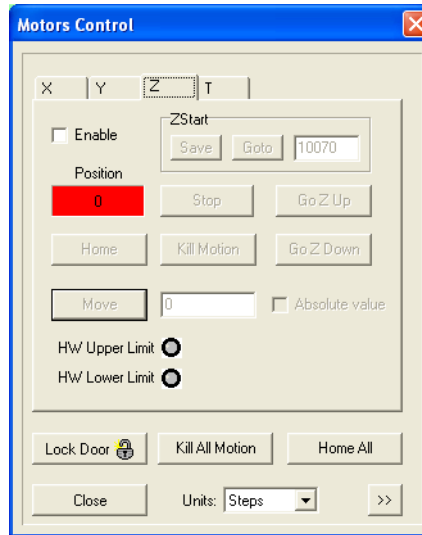 Motors Control
X Y Z T
Enable
ZStart
Save Goto 10070
Position
0 Stop Go Z Up
Home Kill Motion Go Z Down
Move 0 Absolute value
HW Upper Limit
HW Lower Limit
Lock Door Kill All Motion Home All
Close Units: Steps >>